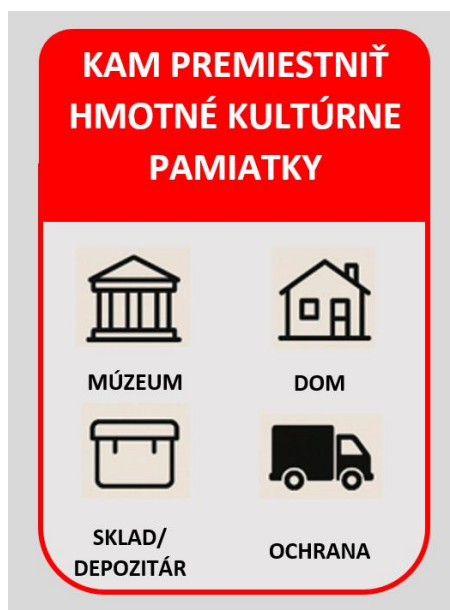 KAM PREMIESTNIŤ
HMOTNÉ KULTÚRNE
PAMIATKY
MÚZEUM
DOM
SKLAD/
DEPOZITÁR
OCHRANA